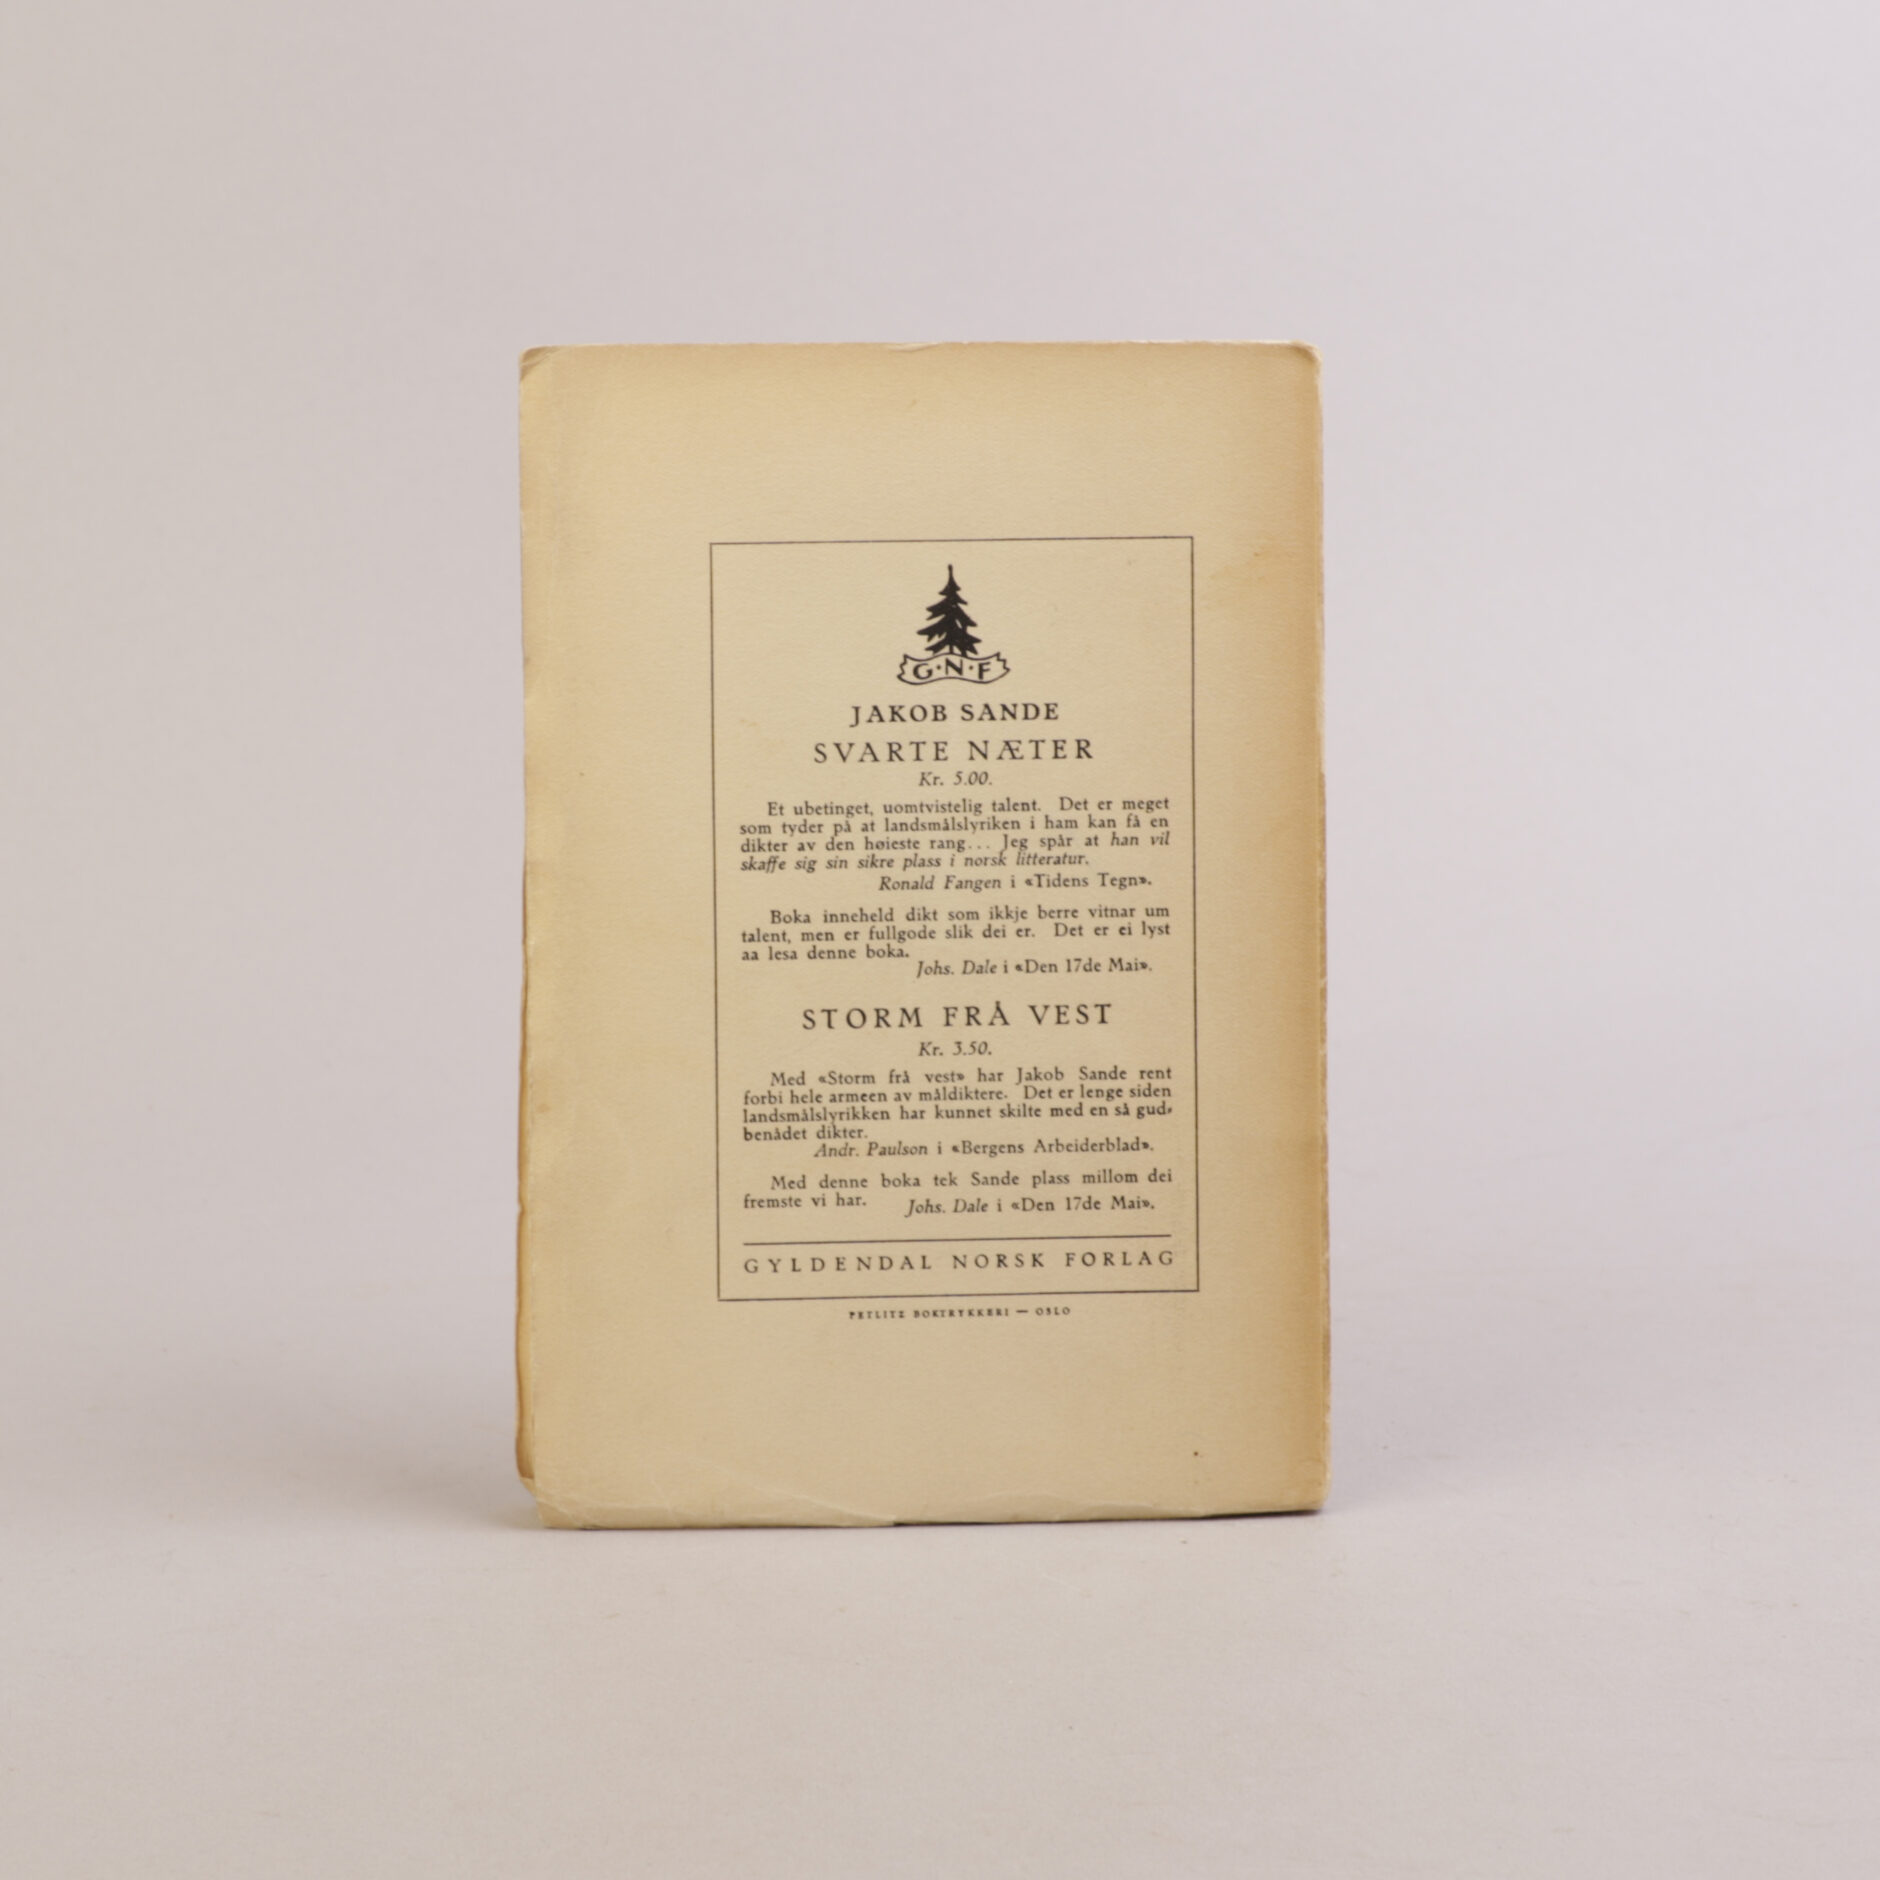 G·N·F
JAKOB SANDE
SVARTE NÆTER
Kr. 5.00.
Et ubetinget, uomtvistelig talent. Det er meget
som tyder på at landsmålslyriken i ham kan få en
dikter av den høieste rang... Jeg spår at han vil
skaffe sig sin sikre plass i norsk litteratur.
Ronald Fangen i «Tidens Tegn».
Boka inneheld dikt som ikkje berre vitnar um
talent, men er fullgode slik dei er. Det er ei lyst
aa lesa denne boka.
Johs. Dale i «Den 17de Mai».
STORM FRÅ VEST
Kr. 3.50.
Med «Storm frå vest» har Jakob Sande rent
forbi hele armeen av måldiktere. Det er lenge siden
landsmålslyrikken har kunnet skilte med en så gud-
benådet dikter.
Andr. Paulson i «Bergens Arbeiderblad».
Med denne boka tek Sande plass millom dei
fremste vi har. Johs. Dale i «Den 17de Mai».
GYLDENDAL NORSK FORLAG
PETLITZ BOKTRYKKERI — OSLO